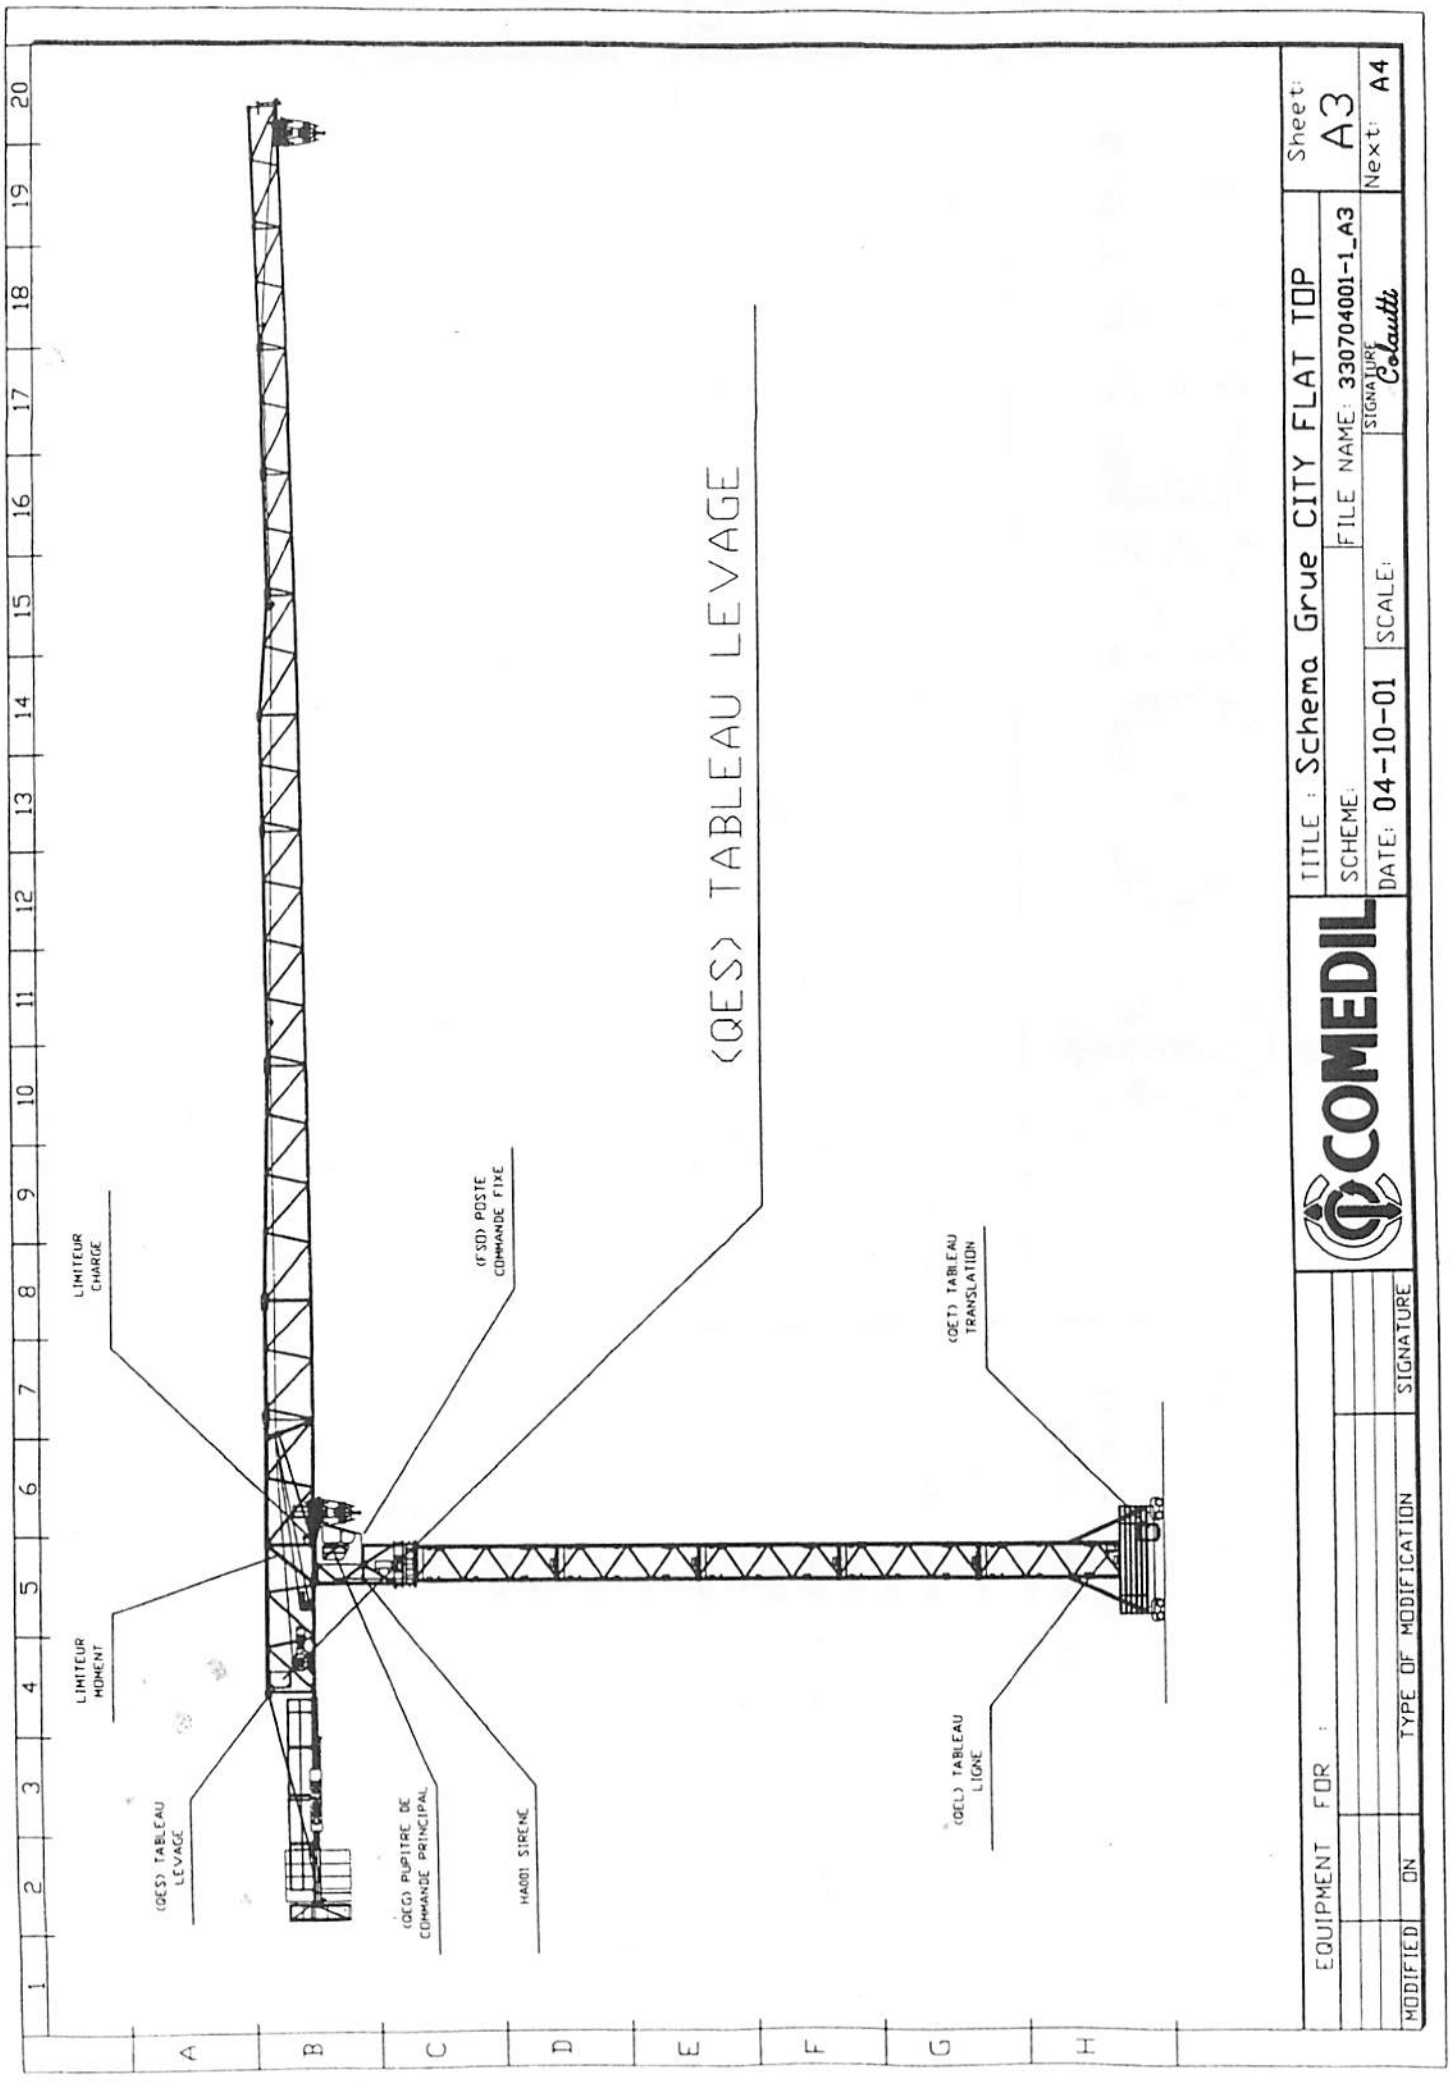 1 2 3 4 5 6 7 8 9 10 11 12 13 14 15 16 17 18 19 20
A
B
C
D
E
F
G
H
LIMITEUR
MOMENT
LIMITEUR
CHARGE
(QES) TABLEAU
LEVAGE
(QEG) PUPITRE DE
COMMANDE PRINCIPAL
HA001 SIRENE
(FSO) POSTE
COMMANDE FIXE
(QES) TABLEAU LEVAGE
(QEL) TABLEAU
LIGNE
(QET) TABLEAU
TRANSLATION
EQUIPMENT FOR :
MODIFIED ON TYPE OF MODIFICATION SIGNATURE
COMEDIL
TITLE : Schema Grue CITY FLAT TOP
SCHEME: FILE NAME: 330704001-1_A3
DATE: 04-10-01 SCALE: SIGNATURE
Colautti
Sheet:
A3
Next: A4